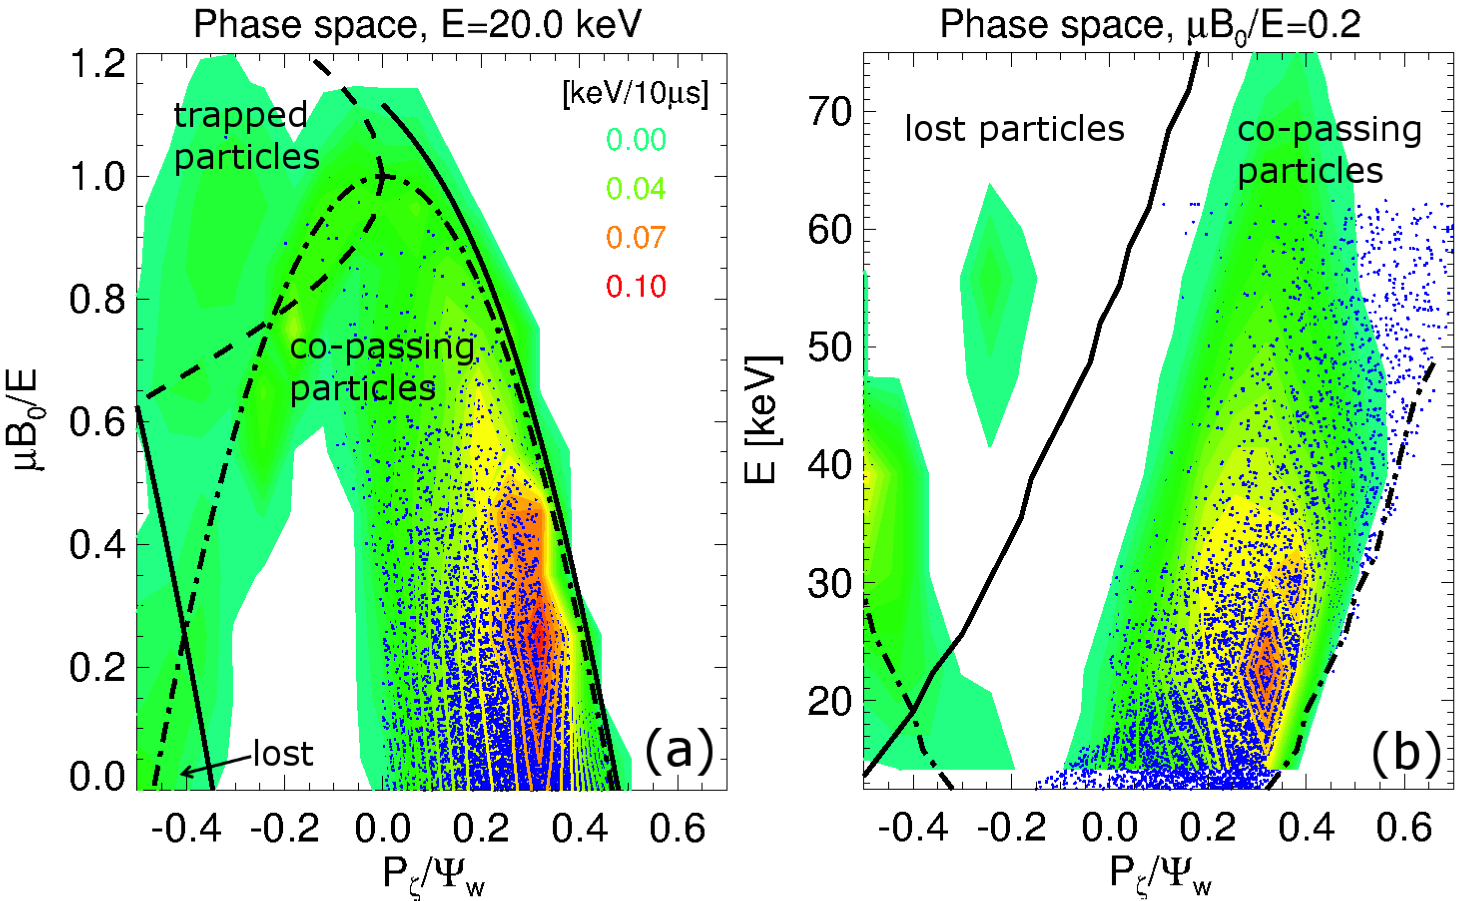 Phase space, E=20.0 keV
[keV/10μs]
0.00
0.04
0.07
0.10
trapped
particles
co-passing
particles
lost
(a)
1.2
1.0
0.8
0.6
0.4
0.2
0.0
μB₀/E
-0.4 -0.2 0.0 0.2 0.4 0.6
P_ζ/Ψ_w
Phase space, μB₀/E=0.2
lost particles
co-passing
particles
(b)
70
60
50
40
30
20
E [keV]
-0.4 -0.2 0.0 0.2 0.4 0.6
P_ζ/Ψ_w